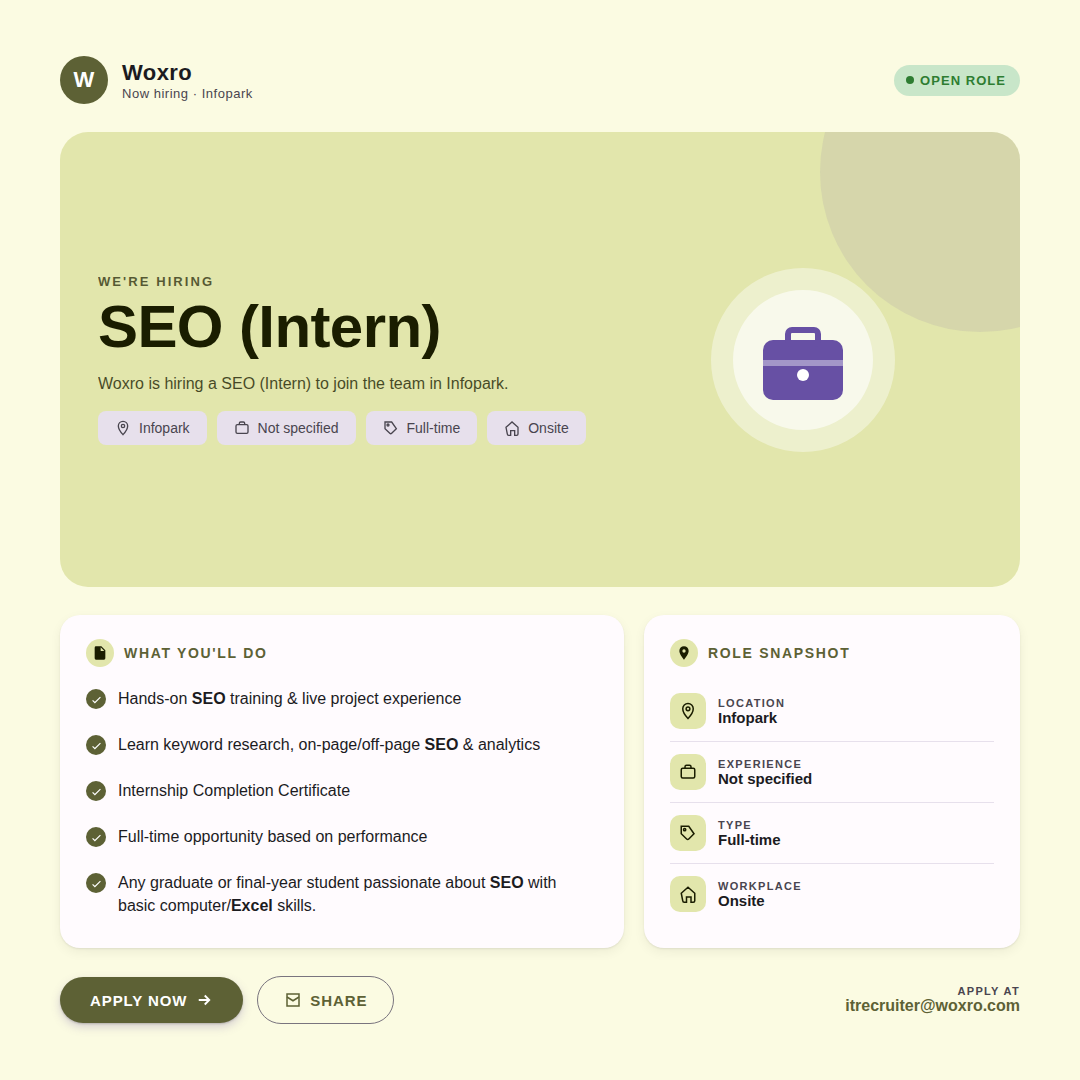 W
Woxro
Now hiring · Infopark
OPEN ROLE
WE'RE HIRING
SEO (Intern)
Woxro is hiring a SEO (Intern) to join the team in Infopark.
Infopark
Not specified
Full-time
Onsite
WHAT YOU'LL DO
Hands-on SEO training & live project experience
Learn keyword research, on-page/off-page SEO & analytics
Internship Completion Certificate
Full-time opportunity based on performance
Any graduate or final-year student passionate about SEO with
basic computer/Excel skills.
ROLE SNAPSHOT
LOCATION
Infopark
EXPERIENCE
Not specified
TYPE
Full-time
WORKPLACE
Onsite
APPLY NOW
SHARE
APPLY AT
itrecruiter@woxro.com